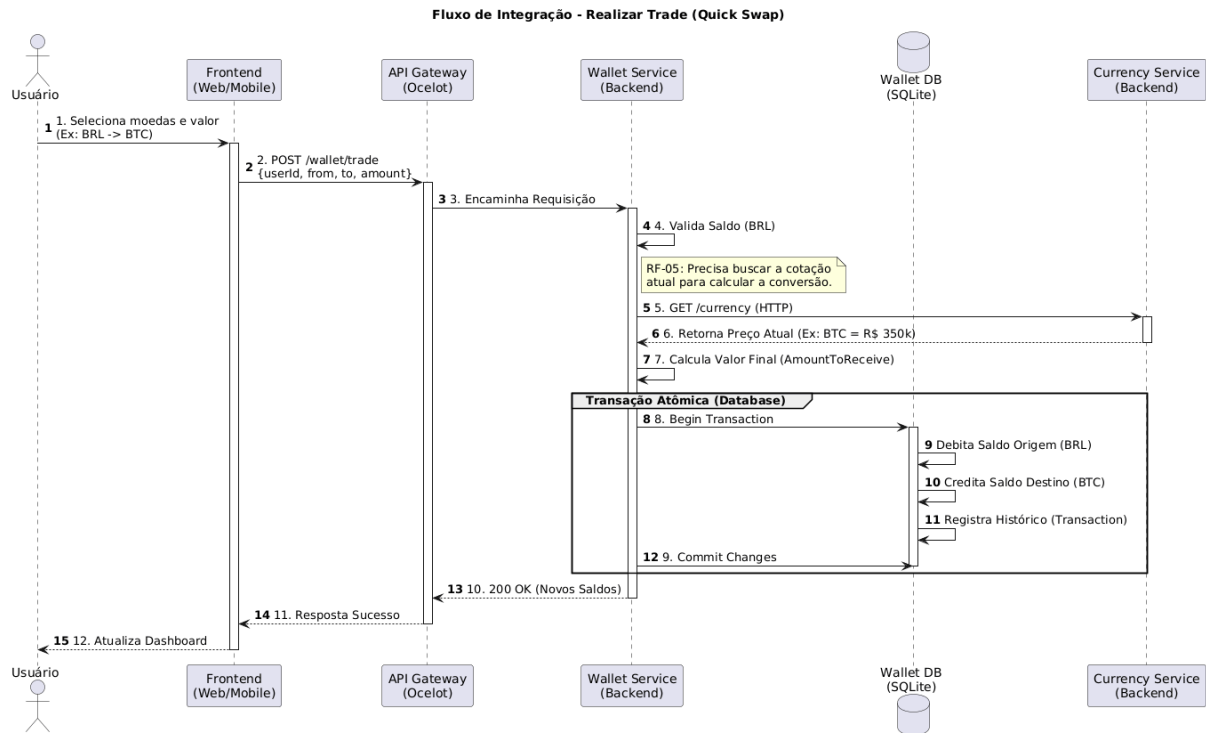 Fluxo de Integração - Realizar Trade (Quick Swap)
Usuário
Frontend
(Web/Mobile)
API Gateway
(Ocelot)
Wallet Service
(Backend)
Wallet DB
(SQLite)
Currency Service
(Backend)
1 1. Seleciona moedas e valor
(Ex: BRL -> BTC)
2 2. POST /wallet/trade
{userId, from, to, amount}
3 3. Encaminha Requisição
4 4. Valida Saldo (BRL)
RF-05: Precisa buscar a cotação
atual para calcular a conversão.
5 5. GET /currency (HTTP)
6 6. Retorna Preço Atual (Ex: BTC = R$ 350k)
7 7. Calcula Valor Final (AmountToReceive)
Transação Atômica (Database)
8 8. Begin Transaction
9 Debita Saldo Origem (BRL)
10 Credita Saldo Destino (BTC)
11 Registra Histórico (Transaction)
12 9. Commit Changes
13 10. 200 OK (Novos Saldos)
14 11. Resposta Sucesso
15 12. Atualiza Dashboard
Usuário
Frontend
(Web/Mobile)
API Gateway
(Ocelot)
Wallet Service
(Backend)
Wallet DB
(SQLite)
Currency Service
(Backend)